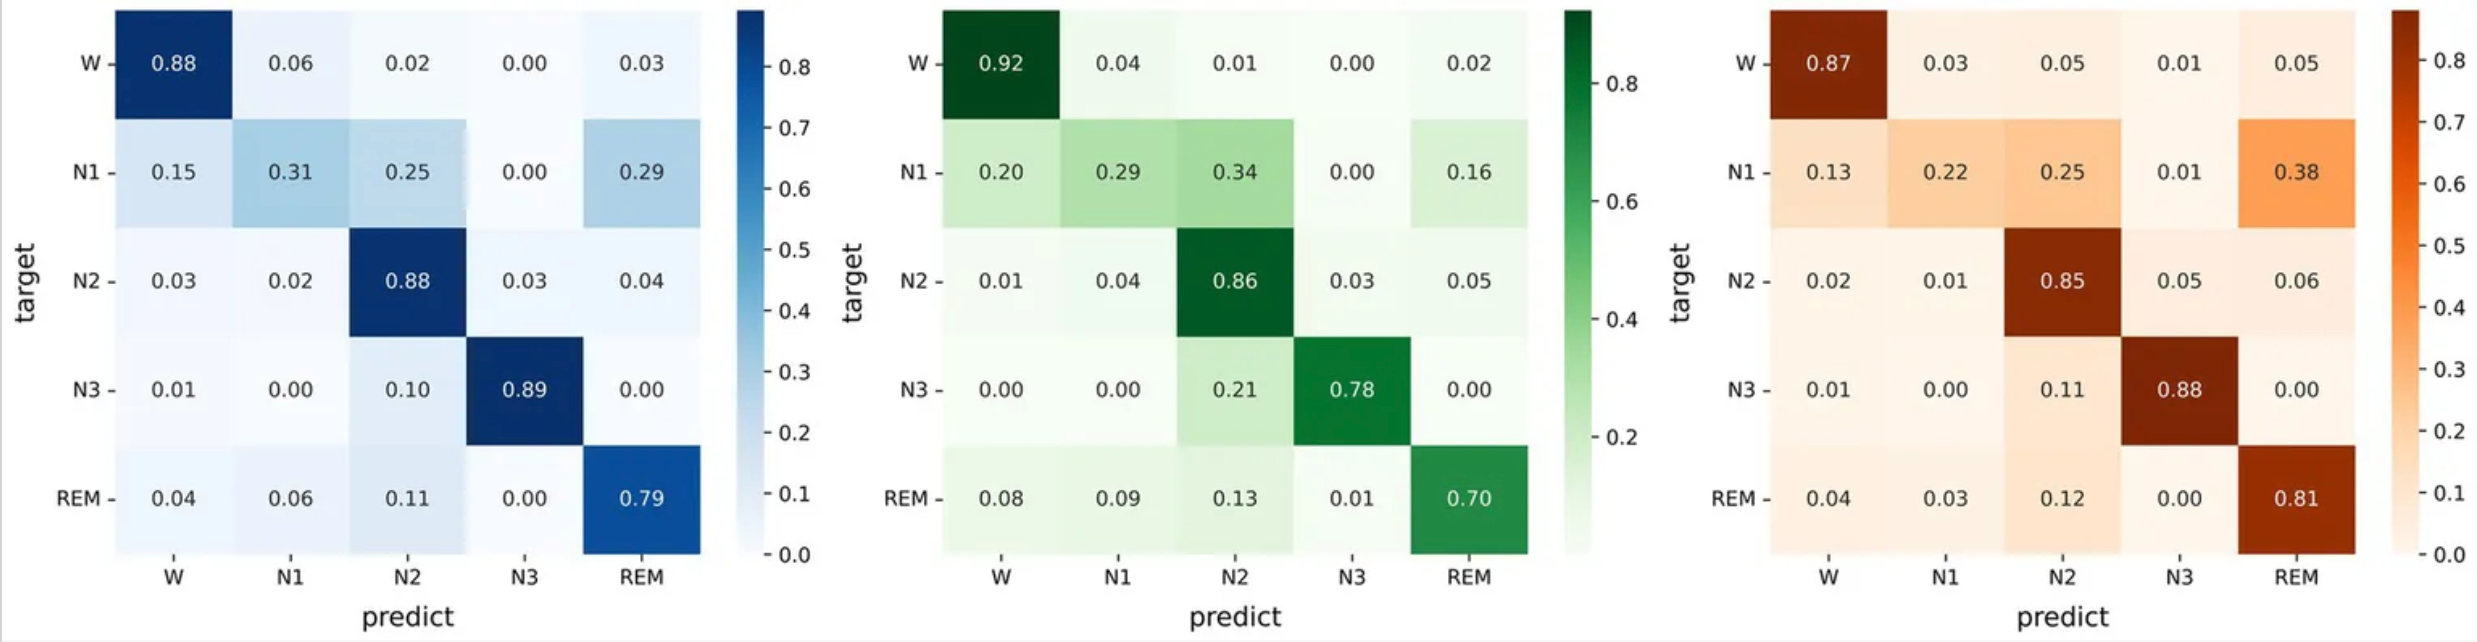 W 0.88 0.06 0.02 0.00 0.03
N1 0.15 0.31 0.25 0.00 0.29
N2 0.03 0.02 0.88 0.03 0.04
N3 0.01 0.00 0.10 0.89 0.00
REM 0.04 0.06 0.11 0.00 0.79
W N1 N2 N3 REM
predict
target
0.8
0.7
0.6
0.5
0.4
0.3
0.2
0.1
0.0
W 0.92 0.04 0.01 0.00 0.02
N1 0.20 0.29 0.34 0.00 0.16
N2 0.01 0.04 0.86 0.03 0.05
N3 0.00 0.00 0.21 0.78 0.00
REM 0.08 0.09 0.13 0.01 0.70
W N1 N2 N3 REM
predict
target
0.8
0.6
0.4
0.2
W 0.87 0.03 0.05 0.01 0.05
N1 0.13 0.22 0.25 0.01 0.38
N2 0.02 0.01 0.85 0.05 0.06
N3 0.01 0.00 0.11 0.88 0.00
REM 0.04 0.03 0.12 0.00 0.81
W N1 N2 N3 REM
predict
target
0.8
0.7
0.6
0.5
0.4
0.3
0.2
0.1
0.0